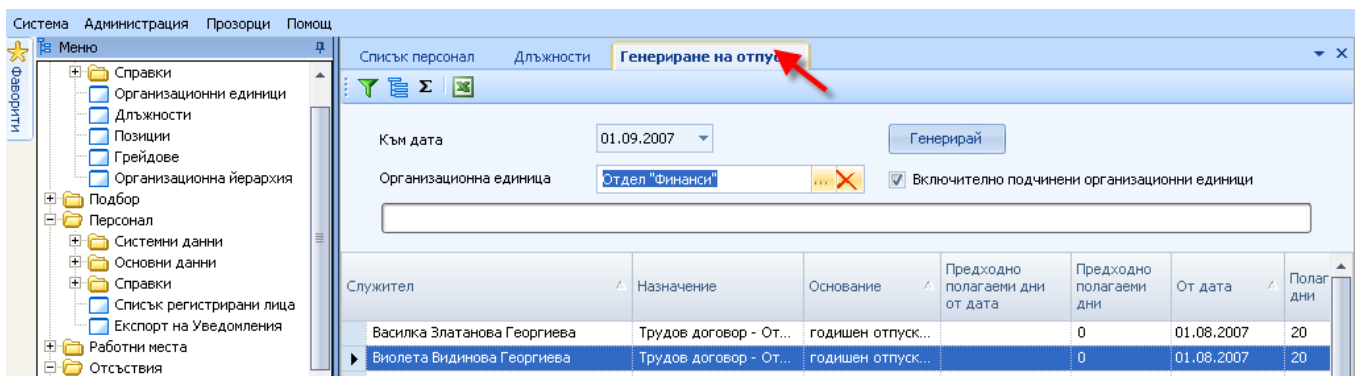 Система Администрация Прозорци Помощ
Фаворити
Меню
Справки
Организационни единици
Длъжности
Позиции
Грейдове
Организационна йерархия
Подбор
Персонал
Системни данни
Основни данни
Справки
Списък регистрирани лица
Експорт на Уведомления
Работни места
Отсъствия
Списък персонал Длъжности Генериране на отпус
Σ
Към дата 01.09.2007 Генерирай
Организационна единица Отдел "Финанси" ... Включително подчинени организационни единици
Служител Назначение Основание Предходно полагаеми дни от дата Предходно полагаеми дни От дата Полаг дни
Василка Златанова Георгиева Трудов договор - От... годишен отпуск... 0 01.08.2007 20
Виолета Видинова Георгиева Трудов договор - От... годишен отпуск... 0 01.08.2007 20